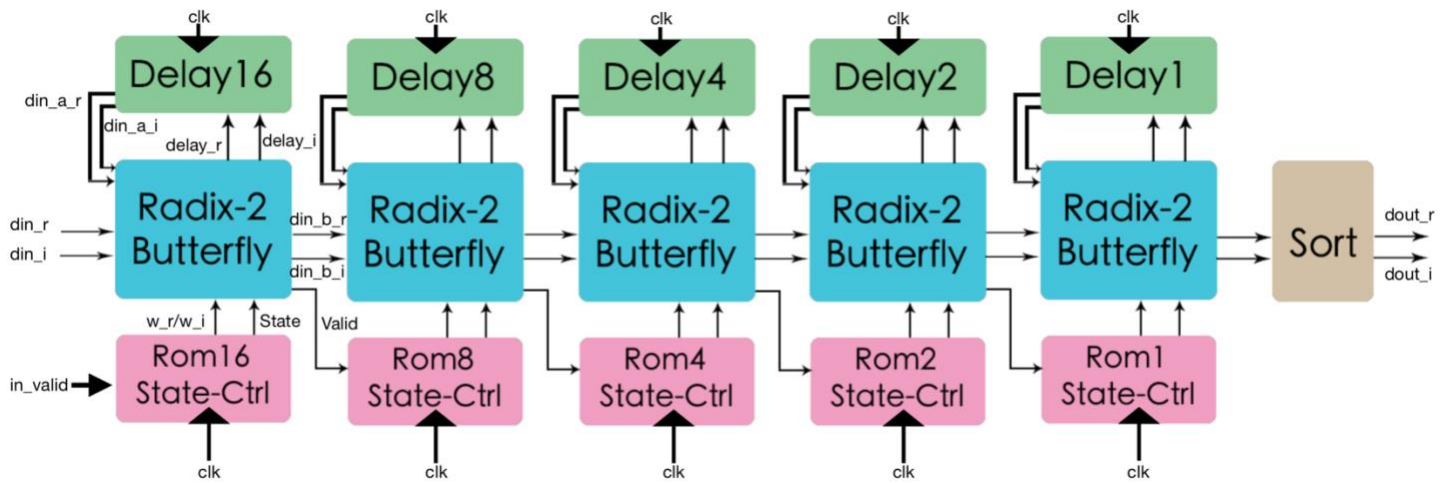 clk
clk
clk
clk
clk
Delay16
Delay8
Delay4
Delay2
Delay1
din_a_r
din_a_i
delay_r
delay_i
Radix-2
Butterfly
Radix-2
Butterfly
Radix-2
Butterfly
Radix-2
Butterfly
Radix-2
Butterfly
Sort
din_r
din_i
din_b_r
din_b_i
dout_r
dout_i
w_r/w_i
State
Valid
in_valid
Rom16
State-Ctrl
Rom8
State-Ctrl
Rom4
State-Ctrl
Rom2
State-Ctrl
Rom1
State-Ctrl
clk
clk
clk
clk
clk